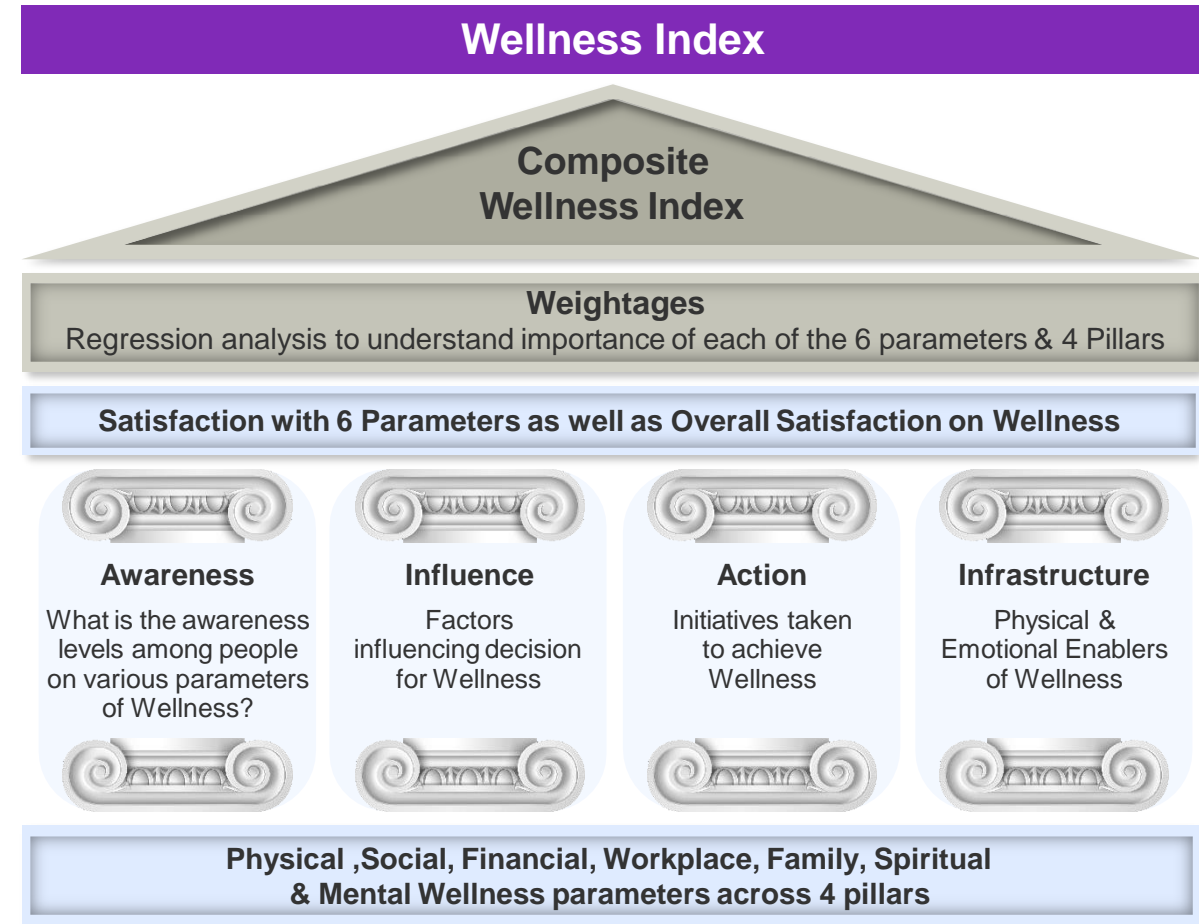 Wellness Index
Composite
Wellness Index
Weightages
Regression analysis to understand importance of each of the 6 parameters & 4 Pillars
Satisfaction with 6 Parameters as well as Overall Satisfaction on Wellness
Awareness
What is the awareness
levels among people
on various parameters
of Wellness?
Influence
Factors
influencing decision
for Wellness
Action
Initiatives taken
to achieve
Wellness
Infrastructure
Physical &
Emotional Enablers
of Wellness
Physical ,Social, Financial, Workplace, Family, Spiritual
& Mental Wellness parameters across 4 pillars